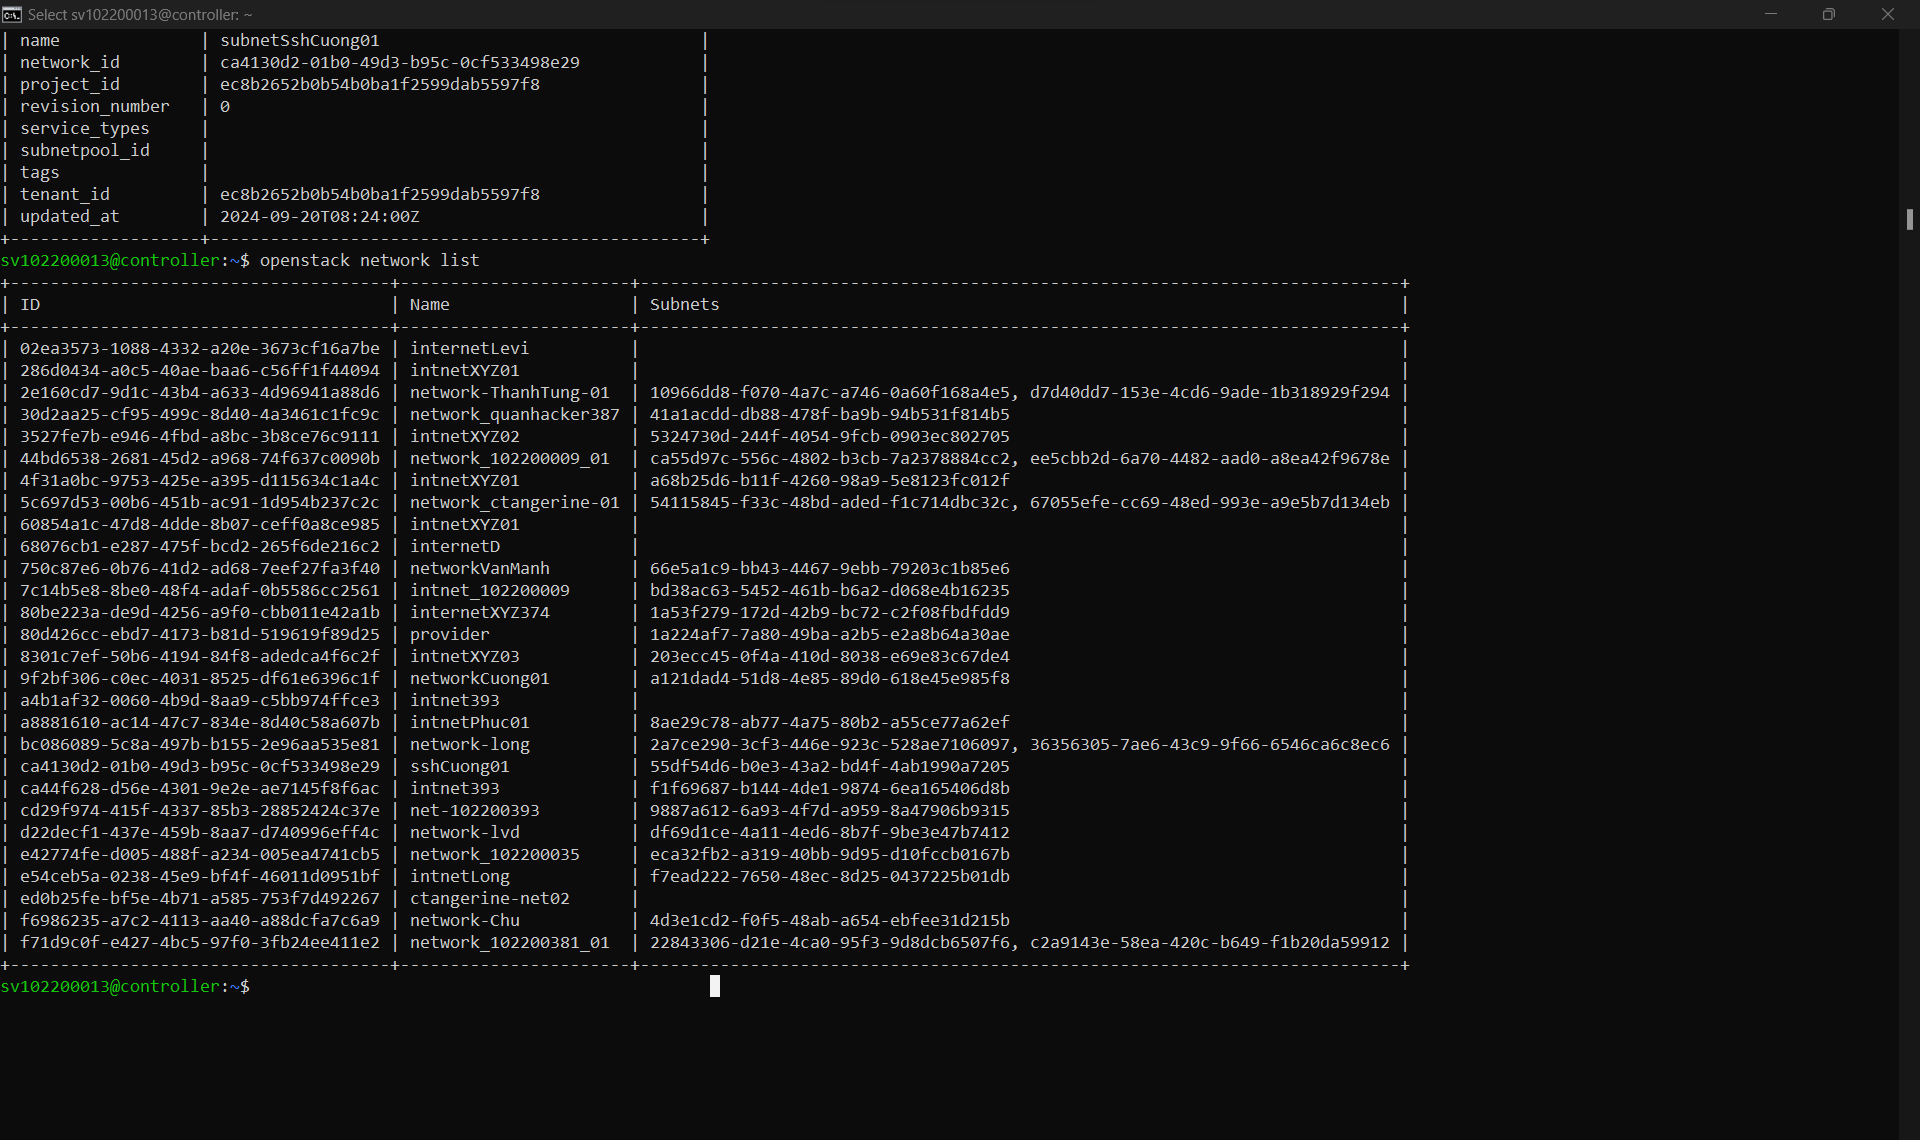 Select sv102200013@controller: ~
| name | subnetSshCuong01 |
| network_id | ca4130d2-01b0-49d3-b95c-0cf533498e29 |
| project_id | ec8b2652b0b54b0ba1f2599dab5597f8 |
| revision_number | 0 |
| service_types | |
| subnetpool_id | |
| tags | |
| tenant_id | ec8b2652b0b54b0ba1f2599dab5597f8 |
| updated_at | 2024-09-20T08:24:00Z |
sv102200013@controller:~$ openstack network list
| ID | Name | Subnets |
| 02ea3573-1088-4332-a20e-3673cf16a7be | internetLevi | |
| 286d0434-a0c5-40ae-baa6-c56ff1f44094 | intnetXYZ01 | |
| 2e160cd7-9d1c-43b4-a633-4d96941a88d6 | network-ThanhTung-01 | 10966dd8-f070-4a7c-a746-0a60f168a4e5, d7d40dd7-153e-4cd6-9ade-1b318929f294 |
| 30d2aa25-cf95-499c-8d40-4a3461c1fc9c | network_quanhacker387 | 41a1acdd-db88-478f-ba9b-94b531f814b5 |
| 3527fe7b-e946-4fbd-a8bc-3b8ce76c9111 | intnetXYZ02 | 5324730d-244f-4054-9fcb-0903ec802705 |
| 44bd6538-2681-45d2-a968-74f637c0090b | network_102200009_01 | ca55d97c-556c-4802-b3cb-7a2378884cc2, ee5cbb2d-6a70-4482-aad0-a8ea42f9678e |
| 4f31a0bc-9753-425e-a395-d115634c1a4c | intnetXYZ01 | a68b25d6-b11f-4260-98a9-5e8123fc012f |
| 5c697d53-00b6-451b-ac91-1d954b237c2c | network_ctangerine-01 | 54115845-f33c-48bd-aded-f1c714dbc32c, 67055efe-cc69-48ed-993e-a9e5b7d134eb |
| 60854a1c-47d8-4dde-8b07-ceff0a8ce985 | intnetXYZ01 | |
| 68076cb1-e287-475f-bcd2-265f6de216c2 | internetD | |
| 750c87e6-0b76-41d2-ad68-7eef27fa3f40 | networkVanManh | 66e5a1c9-bb43-4467-9ebb-79203c1b85e6 |
| 7c14b5e8-8be0-48f4-adaf-0b5586cc2561 | intnet_102200009 | bd38ac63-5452-461b-b6a2-d068e4b16235 |
| 80be223a-de9d-4256-a9f0-cbb011e42a1b | internetXYZ374 | 1a53f279-172d-42b9-bc72-c2f08fbdfdd9 |
| 80d426cc-ebd7-4173-b81d-519619f89d25 | provider | 1a224af7-7a80-49ba-a2b5-e2a8b64a30ae |
| 8301c7ef-50b6-4194-84f8-adedca4f6c2f | intnetXYZ03 | 203ecc45-0f4a-410d-8038-e69e83c67de4 |
| 9f2bf306-c0ec-4031-8525-df61e6396c1f | networkCuong01 | a121dad4-51d8-4e85-89d0-618e45e985f8 |
| a4b1af32-0060-4b9d-8aa9-c5bb974ffce3 | intnet393 | |
| a8881610-ac14-47c7-834e-8d40c58a607b | intnetPhuc01 | 8ae29c78-ab77-4a75-80b2-a55ce77a62ef |
| bc086089-5c8a-497b-b155-2e96aa535e81 | network-long | 2a7ce290-3cf3-446e-923c-528ae7106097, 36356305-7ae6-43c9-9f66-6546ca6c8ec6 |
| ca4130d2-01b0-49d3-b95c-0cf533498e29 | sshCuong01 | 55df54d6-b0e3-43a2-bd4f-4ab1990a7205 |
| ca44f628-d56e-4301-9e2e-ae7145f8f6ac | intnet393 | f1f69687-b144-4de1-9874-6ea165406d8b |
| cd29f974-415f-4337-85b3-28852424c37e | net-102200393 | 9887a612-6a93-4f7d-a959-8a47906b9315 |
| d22decf1-437e-459b-8aa7-d740996eff4c | network-lvd | df69d1ce-4a11-4ed6-8b7f-9be3e47b7412 |
| e42774fe-d005-488f-a234-005ea4741cb5 | network_102200035 | eca32fb2-a319-40bb-9d95-d10fccb0167b |
| e54ceb5a-0238-45e9-bf4f-46011d0951bf | intnetLong | f7ead222-7650-48ec-8d25-0437225b01db |
| ed0b25fe-bf5e-4b71-a585-753f7d492267 | ctangerine-net02 | |
| f6986235-a7c2-4113-aa40-a88dcfa7c6a9 | network-Chu | 4d3e1cd2-f0f5-48ab-a654-ebfee31d215b |
| f71d9c0f-e427-4bc5-97f0-3fb24ee411e2 | network_102200381_01 | 22843306-d21e-4ca0-95f3-9d8dcb6507f6, c2a9143e-58ea-420c-b649-f1b20da59912 |
sv102200013@controller:~$